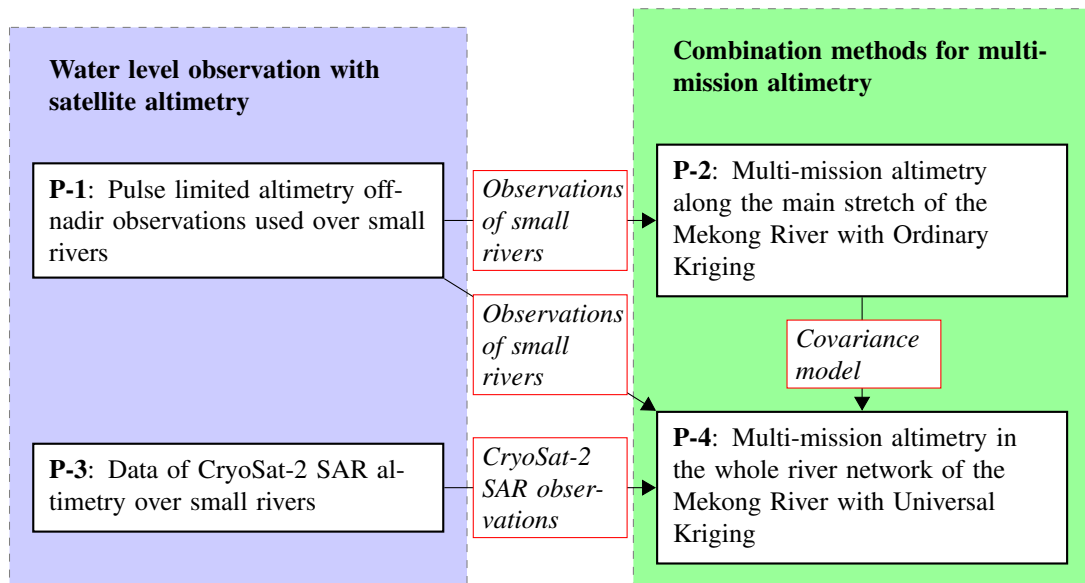 Water level observation with
satellite altimetry
Combination methods for multi-
mission altimetry
P-1: Pulse limited altimetry off-
nadir observations used over small
rivers
Observations
of small
rivers
P-2: Multi-mission altimetry
along the main stretch of the
Mekong River with Ordinary
Kriging
Observations
of small
rivers
Covariance
model
P-3: Data of CryoSat-2 SAR al-
timetry over small rivers
CryoSat-2
SAR obser-
vations
P-4: Multi-mission altimetry in
the whole river network of the
Mekong River with Universal
Kriging